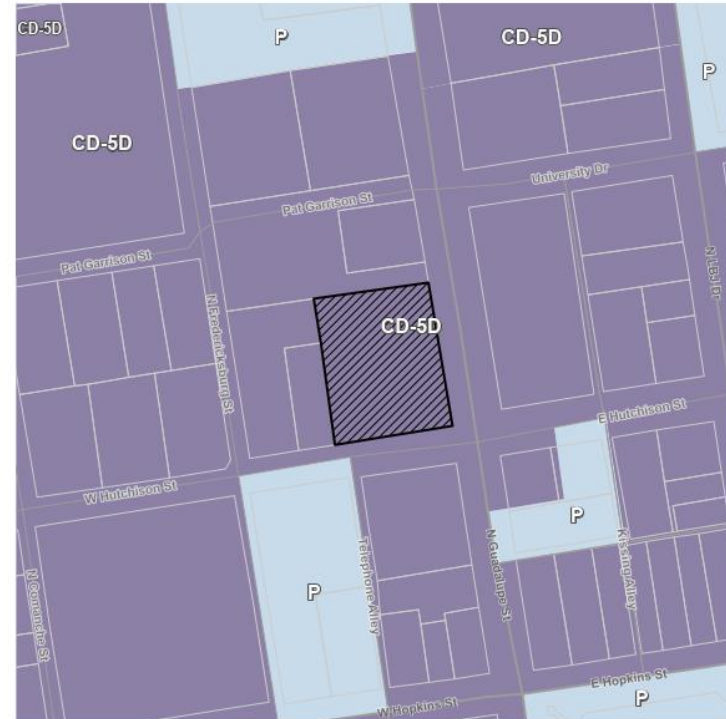 CD-5D
P
CD-5D
P
CD-5D
University Dr
Pat Garrison St
Pat Garrison St
N LBJ Dr
N Fredericksburg St
CD-5D
E Hutchison St
W Hutchison St
P
Telephone Alley
N Guadalupe St
Kissing Alley
N Comanche St
P
E Hopkins St
P
W Hopkins St